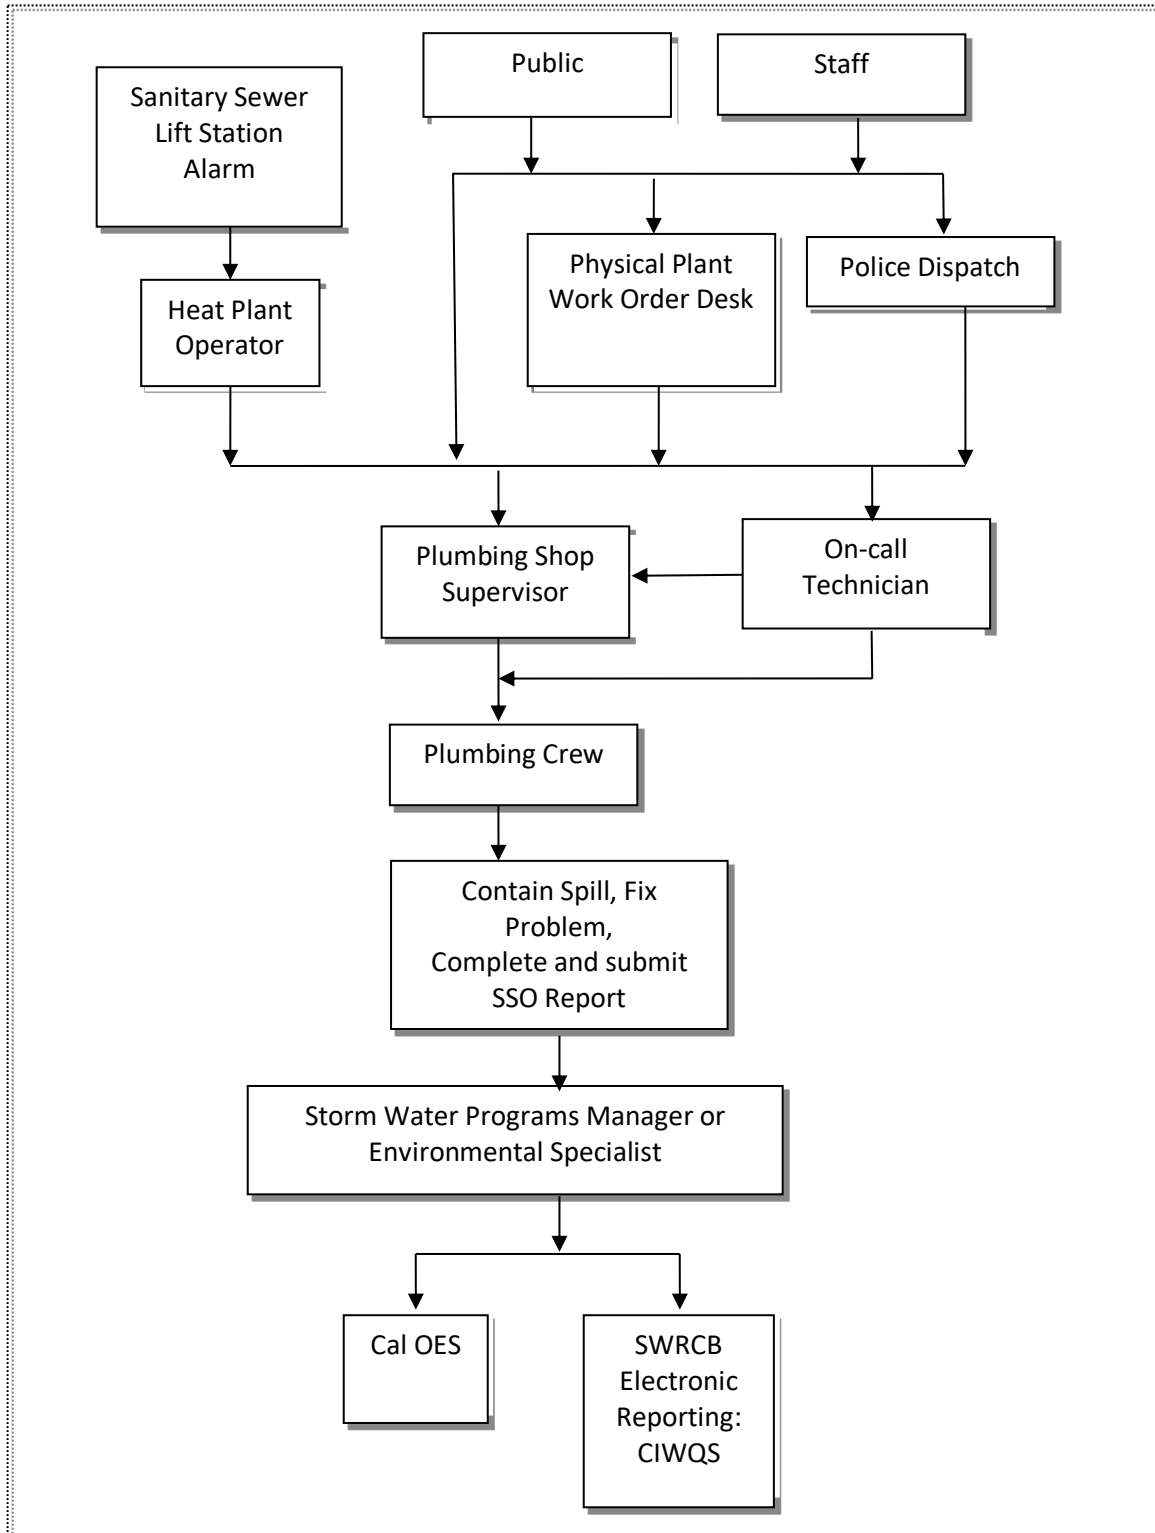 Public
Staff
Sanitary Sewer
Lift Station
Alarm
Physical Plant
Work Order Desk
Police Dispatch
Heat Plant
Operator
Plumbing Shop
Supervisor
On-call
Technician
Plumbing Crew
Contain Spill, Fix
Problem,
Complete and submit
SSO Report
Storm Water Programs Manager or
Environmental Specialist
Cal OES
SWRCB
Electronic
Reporting:
CIWQS